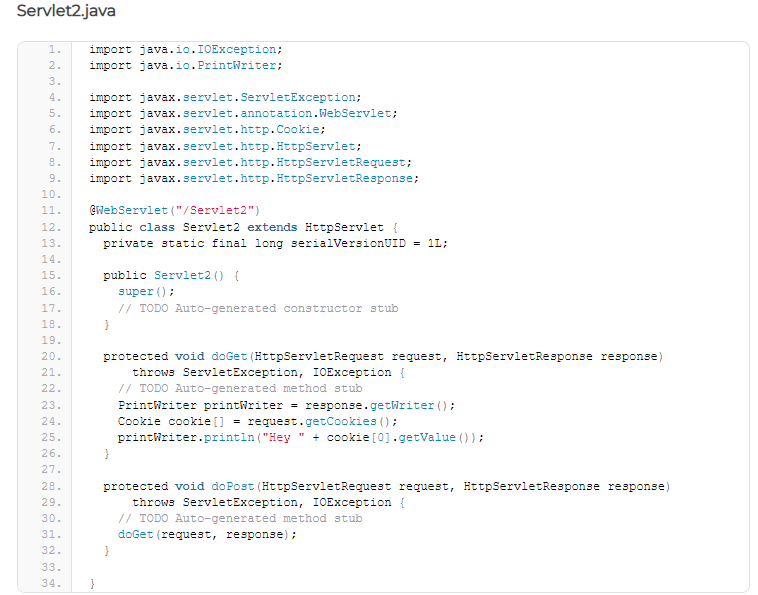 Servlet2.java
1. import java.io.IOException;
2. import java.io.PrintWriter;
3.
4. import javax.servlet.ServletException;
5. import javax.servlet.annotation.WebServlet;
6. import javax.servlet.http.Cookie;
7. import javax.servlet.http.HttpServlet;
8. import javax.servlet.http.HttpServletRequest;
9. import javax.servlet.http.HttpServletResponse;
10.
11. @WebServlet("/Servlet2")
12. public class Servlet2 extends HttpServlet {
13.   private static final long serialVersionUID = 1L;
14.
15.   public Servlet2() {
16.     super();
17.     // TODO Auto-generated constructor stub
18.   }
19.
20.   protected void doGet(HttpServletRequest request, HttpServletResponse response)
21.       throws ServletException, IOException {
22.     // TODO Auto-generated method stub
23.     PrintWriter printWriter = response.getWriter();
24.     Cookie cookie[] = request.getCookies();
25.     printWriter.println("Hey " + cookie[0].getValue());
26.   }
27.
28.   protected void doPost(HttpServletRequest request, HttpServletResponse response)
29.       throws ServletException, IOException {
30.     // TODO Auto-generated method stub
31.     doGet(request, response);
32.   }
33.
34. }